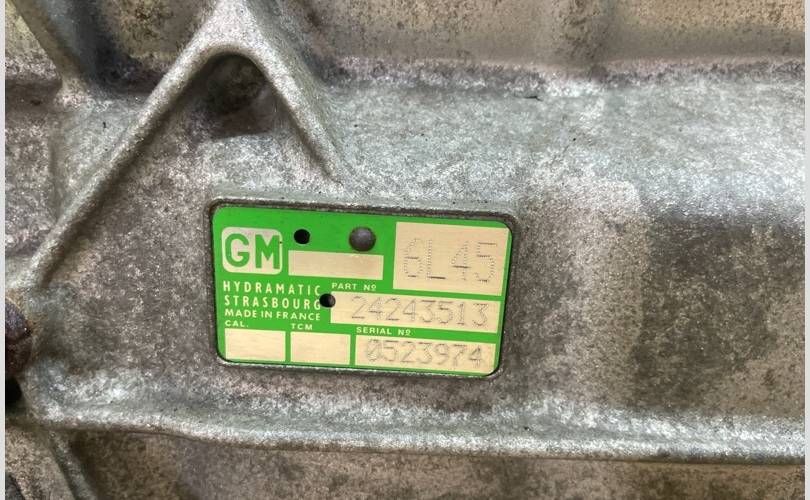 GM
6L45
HYDRAMATIC
STRASBOURG
MADE IN FRANCE
PART Nº
24243513
CAL.
TCM
SERIAL Nº
0523974